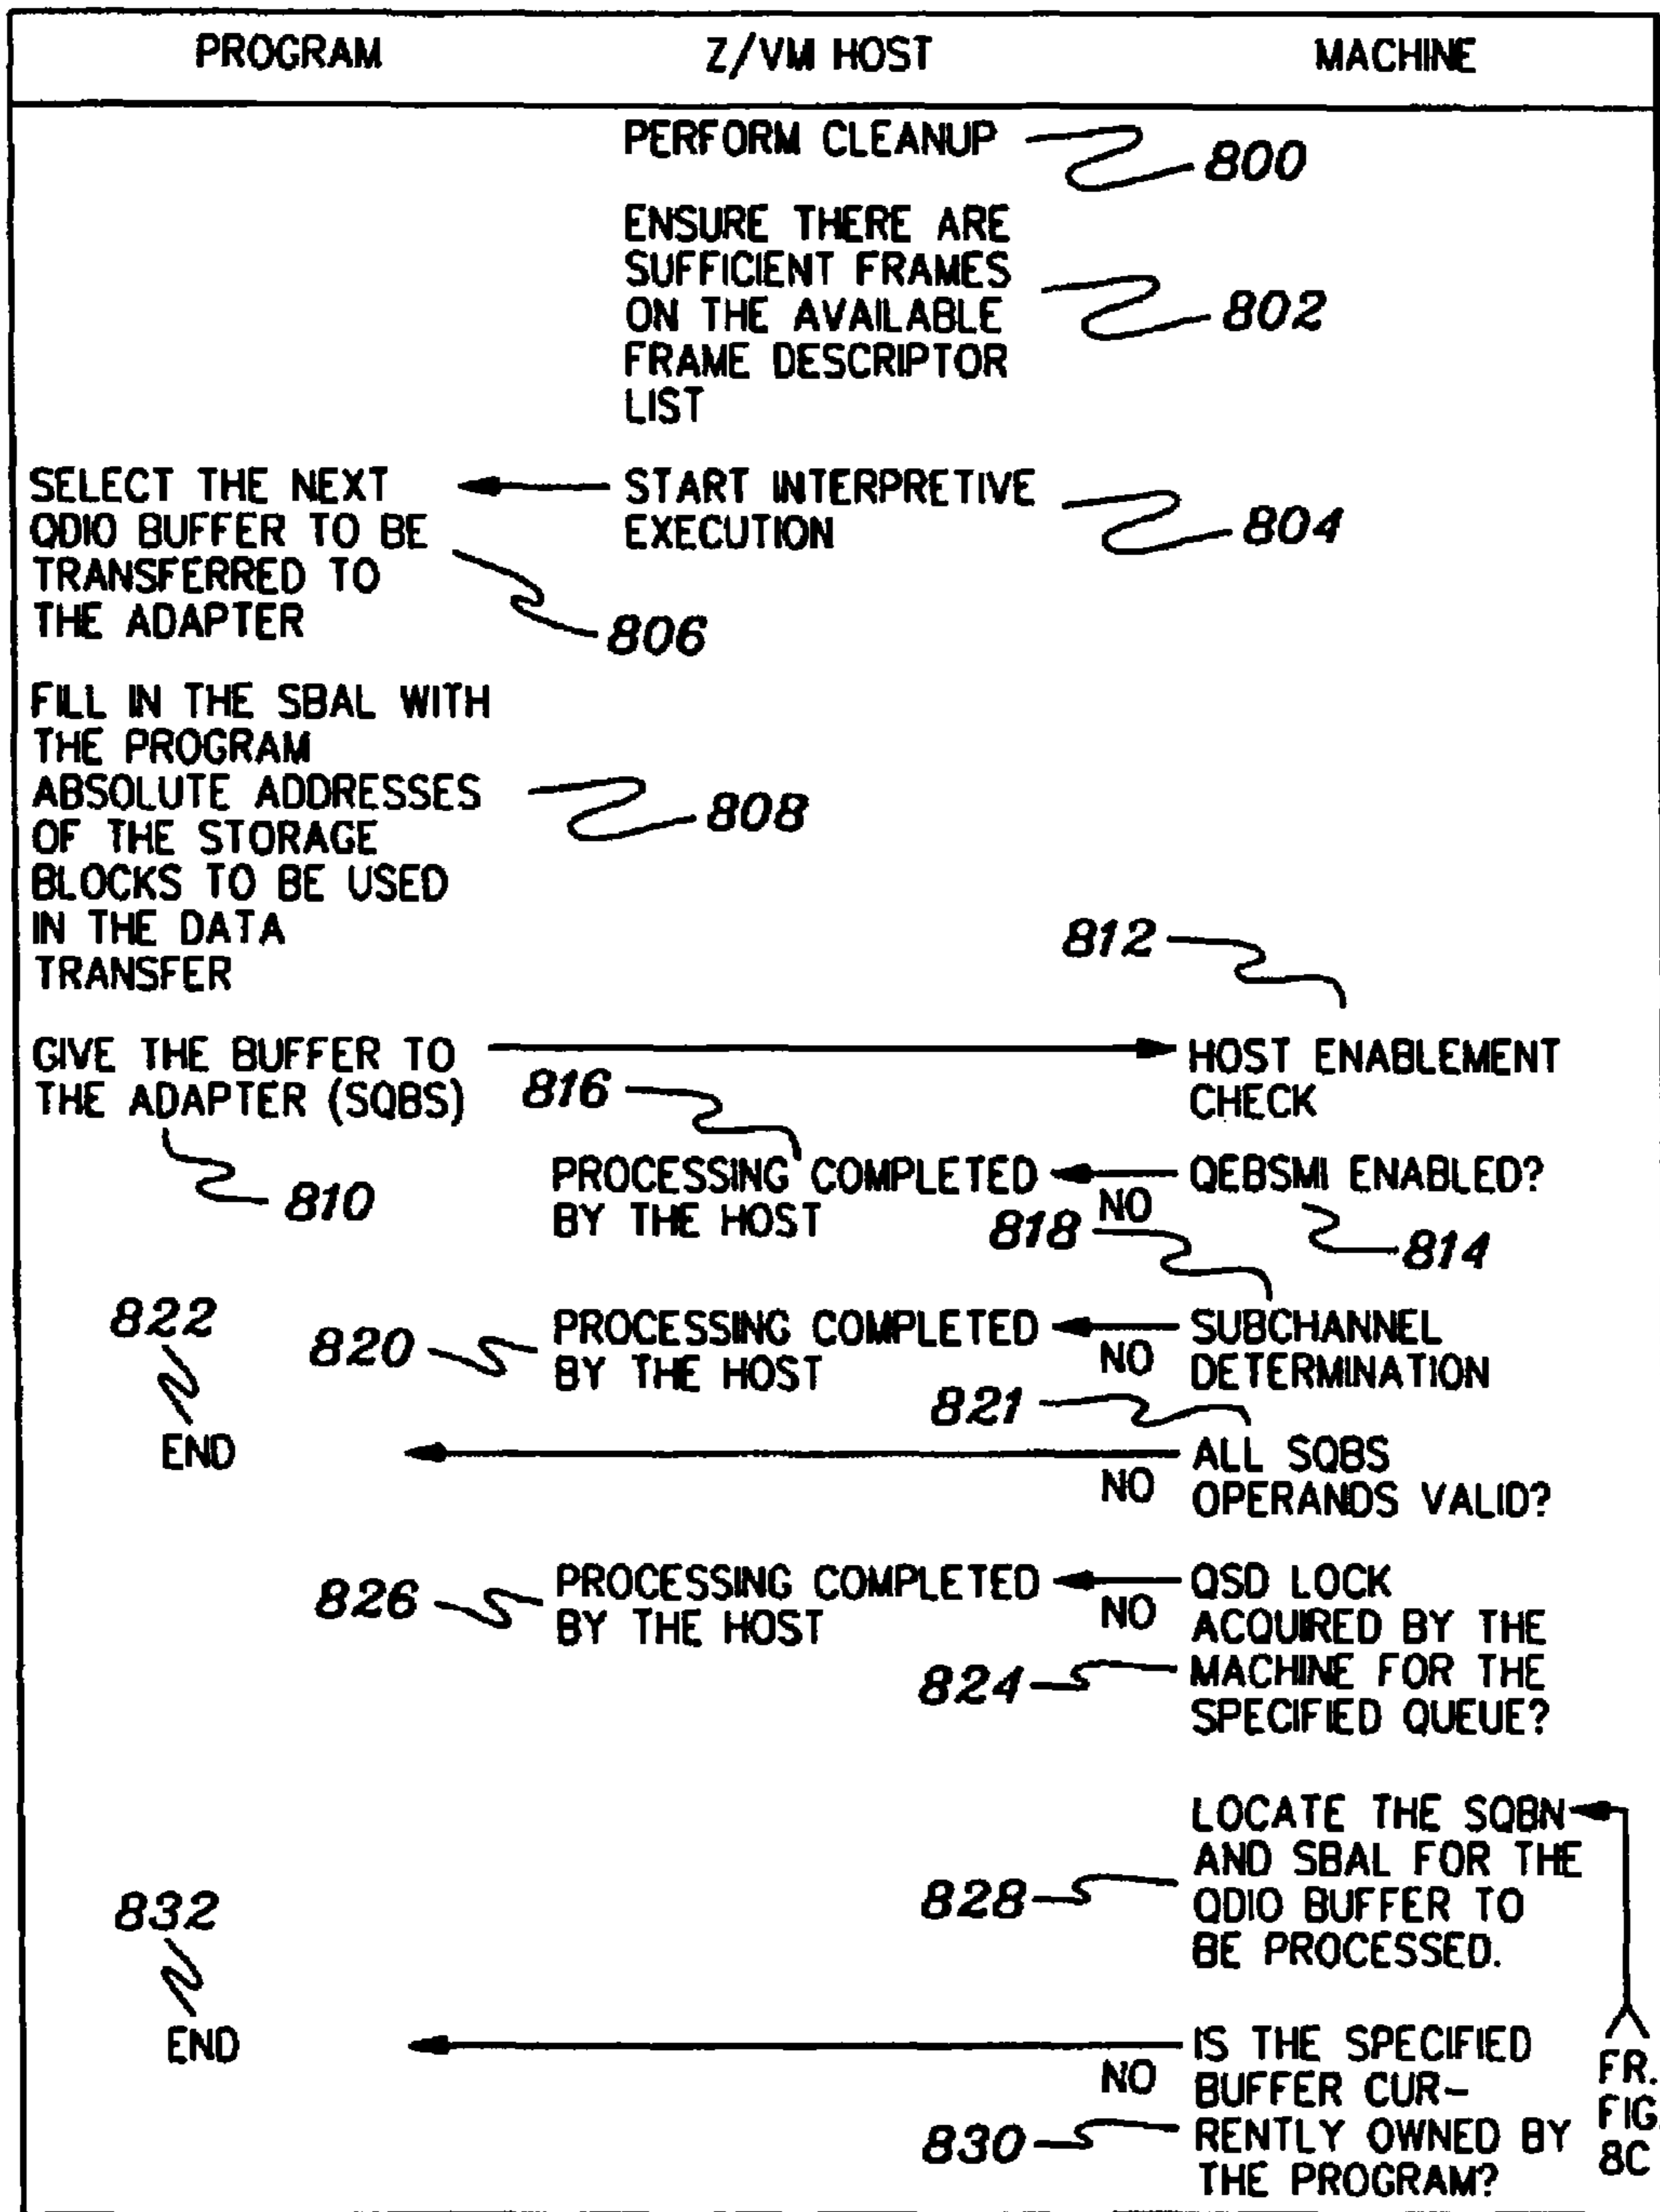 PROGRAM Z/VM HOST MACHINE
PERFORM CLEANUP 800
ENSURE THERE ARE
SUFFICIENT FRAMES
ON THE AVAILABLE 802
FRAME DESCRIPTOR
LIST
SELECT THE NEXT
QDIO BUFFER TO BE
TRANSFERRED TO
THE ADAPTER
806
START INTERPRETIVE
EXECUTION
804
FILL IN THE SBAL WITH
THE PROGRAM
ABSOLUTE ADDRESSES
OF THE STORAGE
BLOCKS TO BE USED
IN THE DATA
TRANSFER
808
812
GIVE THE BUFFER TO
THE ADAPTER (SQBS)
810
HOST ENABLEMENT
CHECK
816
PROCESSING COMPLETED
BY THE HOST
NO
QEBSMI ENABLED?
814
818
822
END
820
PROCESSING COMPLETED
BY THE HOST
NO
SUBCHANNEL
DETERMINATION
821
NO
ALL SQBS
OPERANDS VALID?
826
PROCESSING COMPLETED
BY THE HOST
NO
QSD LOCK
ACQUIRED BY THE
MACHINE FOR THE
SPECIFIED QUEUE?
824
LOCATE THE SQBN
AND SBAL FOR THE
QDIO BUFFER TO
BE PROCESSED.
828
832
END
NO
IS THE SPECIFIED
BUFFER CUR-
RENTLY OWNED BY
THE PROGRAM?
830
FR.
FIG.
8C